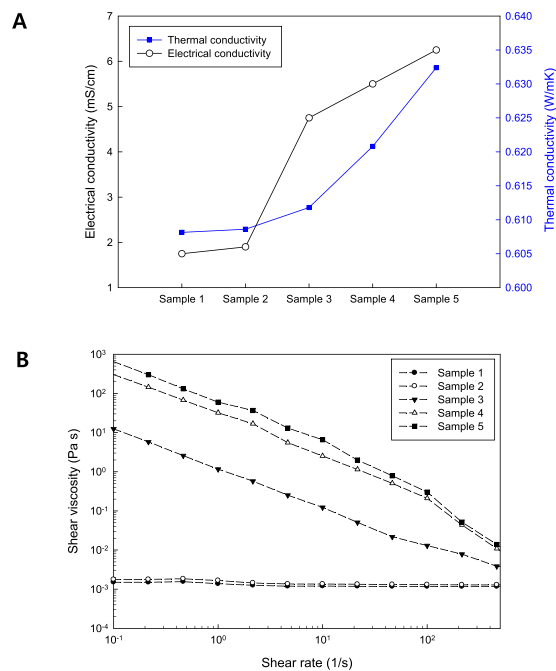 A
Thermal conductivity
Electrical conductivity
Electrical conductivity (mS/cm)
7
6
5
4
3
2
1
Thermal conductivity (W/mK)
0.640
0.635
0.630
0.625
0.620
0.615
0.610
0.605
0.600
Sample 1 Sample 2 Sample 3 Sample 4 Sample 5
B
Sample 1
Sample 2
Sample 3
Sample 4
Sample 5
Shear viscosity (Pa s)
10³
10²
10¹
10⁰
10⁻¹
10⁻²
10⁻³
10⁻⁴
10⁻¹ 10⁰ 10¹ 10²
Shear rate (1/s)